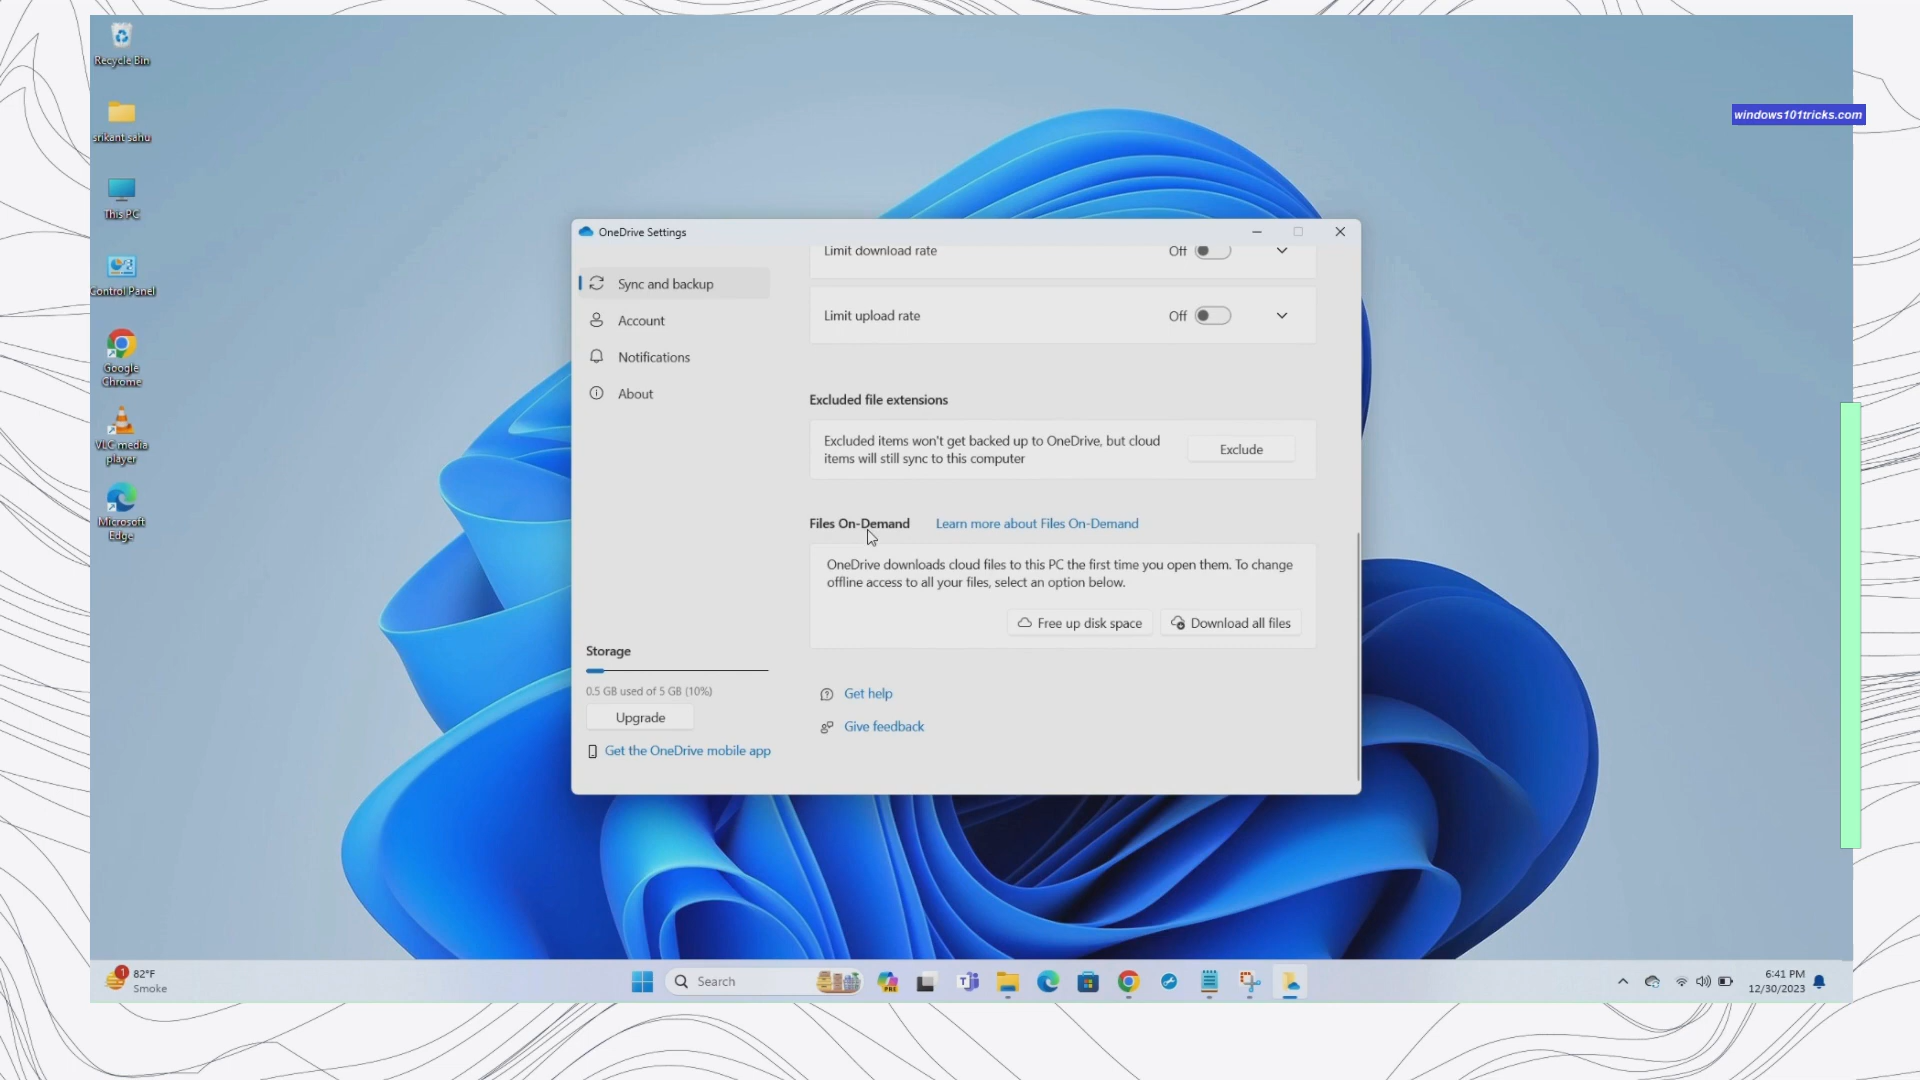 Recycle Bin
srikant sahu
This PC
Control Panel
Google
Chrome
VLC media
player
Microsoft
Edge
windows101tricks.com
OneDrive Settings
Sync and backup
Account
Notifications
About
Storage
0.5 GB used of 5 GB (10%)
Upgrade
Get the OneDrive mobile app
Limit download rate
Off
Limit upload rate
Off
Excluded file extensions
Excluded items won't get backed up to OneDrive, but cloud
items will still sync to this computer
Exclude
Files On-Demand
Learn more about Files On-Demand
OneDrive downloads cloud files to this PC the first time you open them. To change
offline access to all your files, select an option below.
Free up disk space
Download all files
Get help
Give feedback
1
82°F
Smoke
Search
PRE
6:41 PM
12/30/2023